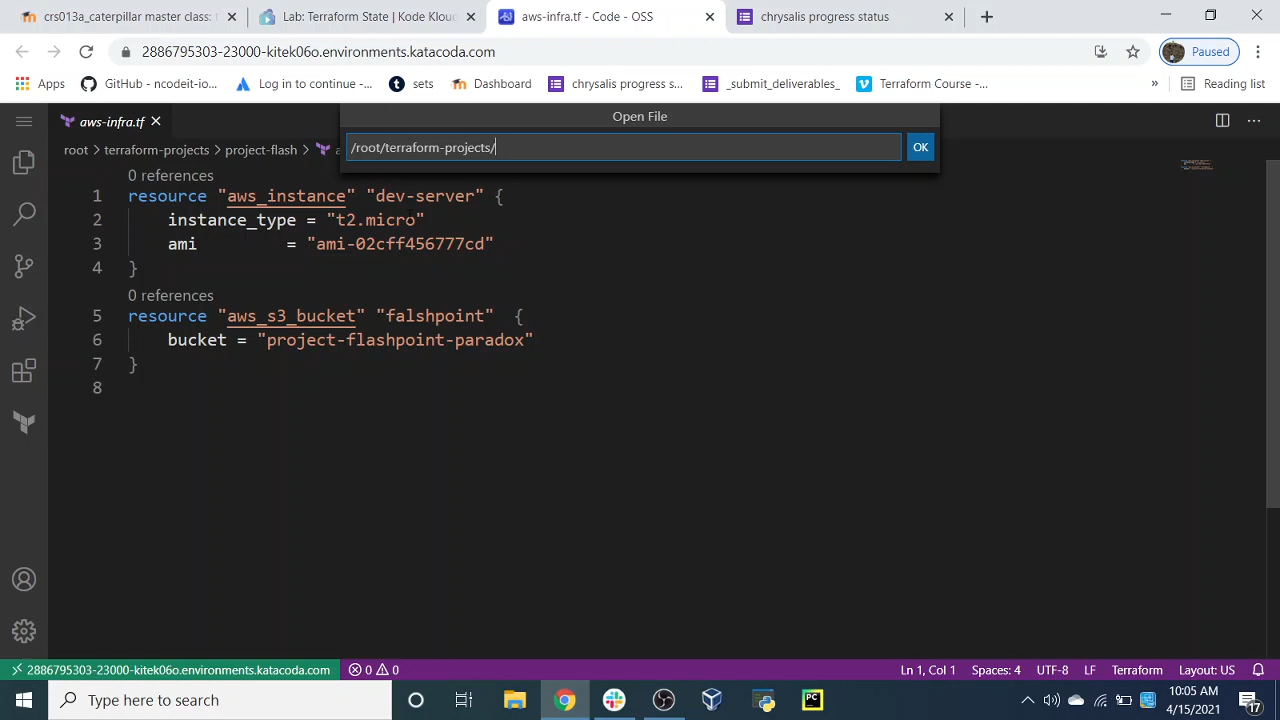 ts013a_caterpillar master class: t
Lab: Terraform State | Kode Klou
aws-infra.tf - Code - OSS
chrysalis progress status
2886795303-23000-kitek06o.environments.katacoda.com
Paused
Apps
GitHub - ncodeit-io...
Log in to continue -...
sets
Dashboard
chrysalis progress s...
_submit_deliverables_
Terraform Course -...
»
Reading list
aws-infra.tf
Open File
/root/terraform-projects/
OK
root > terraform-projects > project-flash > a
0 references
1 resource "aws_instance" "dev-server" {
2 instance_type = "t2.micro"
3 ami = "ami-02cff456777cd"
4 }
0 references
5 resource "aws_s3_bucket" "falshpoint" {
6 bucket = "project-flashpoint-paradox"
7 }
8
2886795303-23000-kitek06o.environments.katacoda.com
0
0
Ln 1, Col 1
Spaces: 4
UTF-8
LF
Terraform
Layout: US
Type here to search
PC
10:05 AM
4/15/2021
17